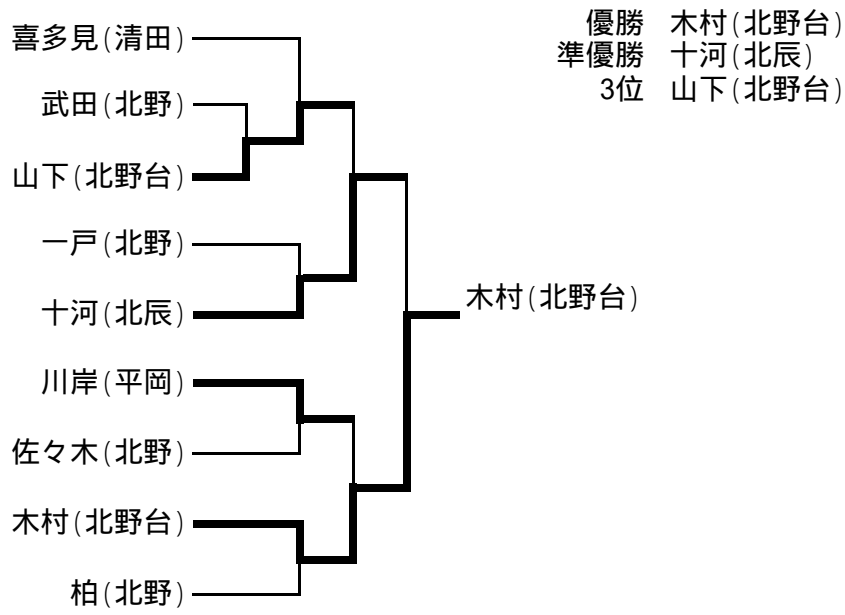 喜多見(清田)
武田(北野)
山下(北野台)
一戸(北野)
十河(北辰)
川岸(平岡)
佐々木(北野)
木村(北野台)
柏(北野)
木村(北野台)
優勝 木村(北野台)
準優勝 十河(北辰)
3位 山下(北野台)